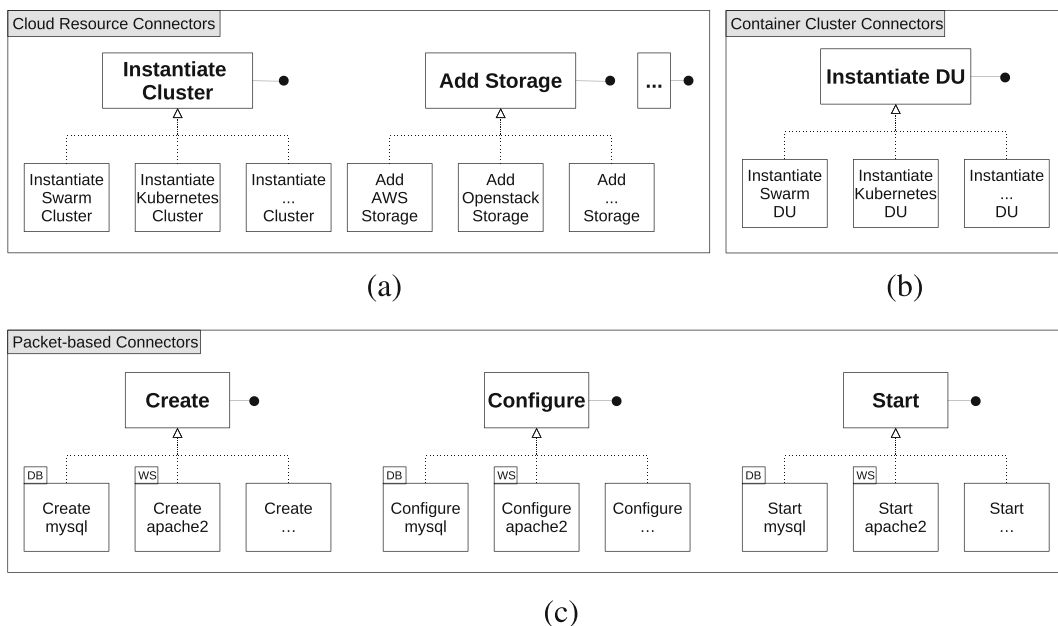 Cloud Resource Connectors
Instantiate
Cluster
Add Storage
...
Instantiate
Swarm
Cluster
Instantiate
Kubernetes
Cluster
Instantiate
...
Cluster
Add
AWS
Storage
Add
Openstack
Storage
Add
...
Storage
(a)
Container Cluster Connectors
Instantiate DU
Instantiate
Swarm
DU
Instantiate
Kubernetes
DU
Instantiate
...
DU
(b)
Packet-based Connectors
Create
DB
Create
mysql
WS
Create
apache2
Create
...
Configure
DB
Configure
mysql
WS
Configure
apache2
Configure
...
Start
DB
Start
mysql
WS
Start
apache2
Start
...
(c)